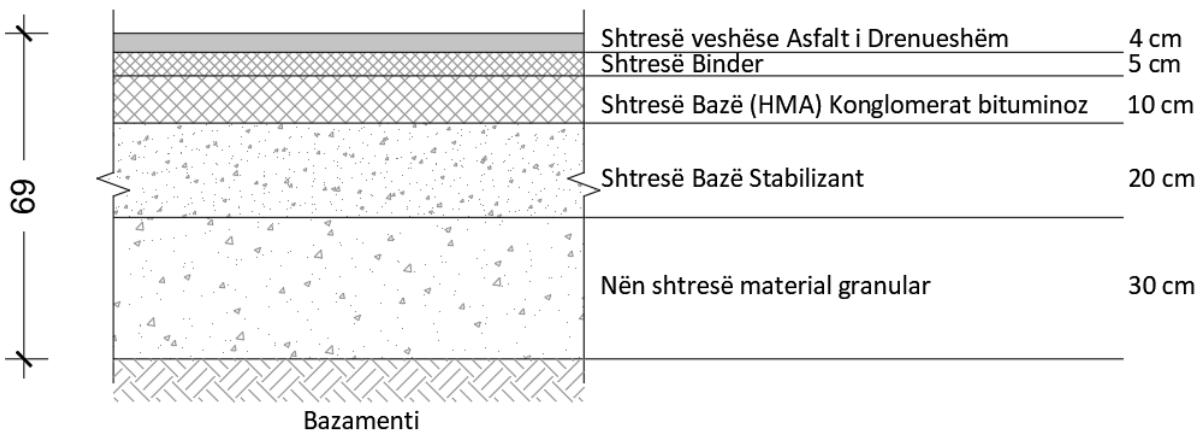 Shtresë veshëse Asfalt i Drenueshëm 4 cm
Shtresë Binder 5 cm
Shtresë Bazë (HMA) Konglomerat bituminoz 10 cm
Shtresë Bazë Stabilizant 20 cm
69
Nën shtresë material granular 30 cm
Bazamenti